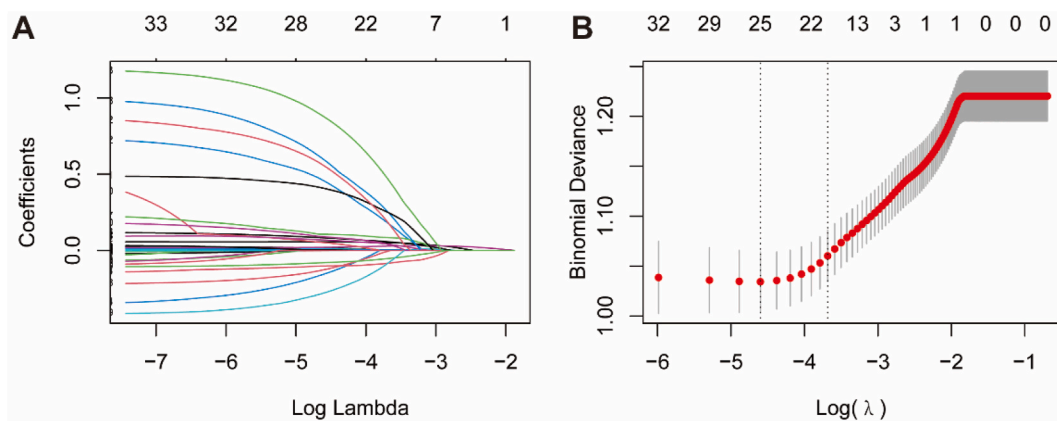 A
33 32 28 22 7 1
1.0
0.5
0.0
Coefficients
−7 −6 −5 −4 −3 −2
Log Lambda
B
32 29 25 22 13 3 1 1 0 0 0
1.20
1.10
1.00
Binomial Deviance
−6 −5 −4 −3 −2 −1
Log( λ )